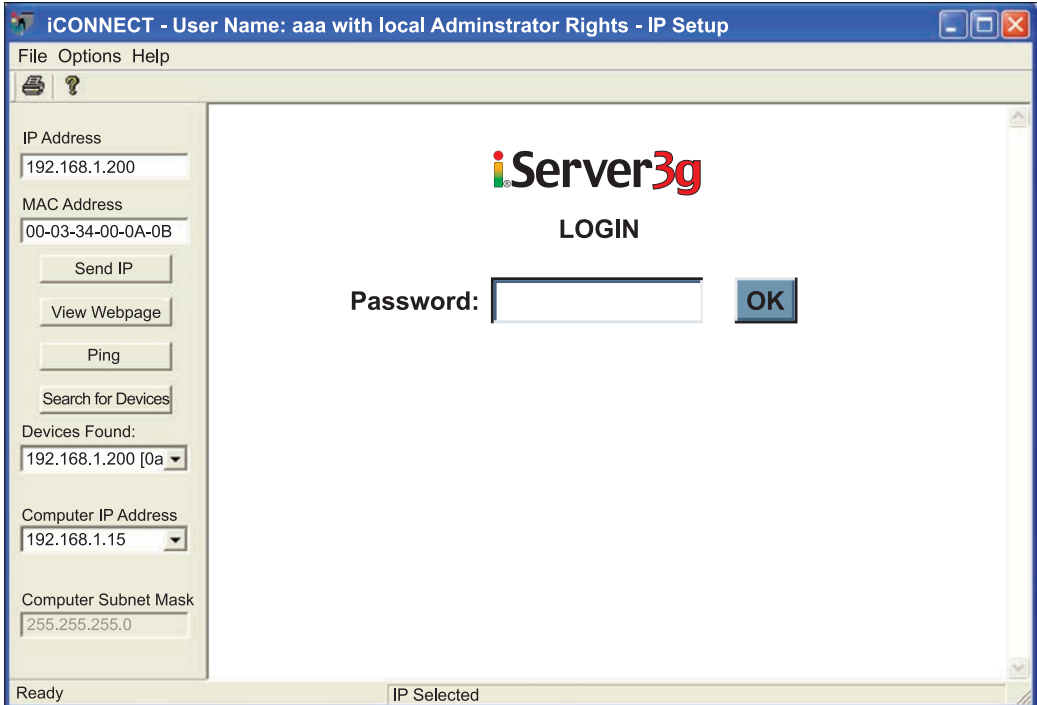 iCONNECT - User Name: aaa with local Adminstrator Rights - IP Setup
File Options Help
IP Address
192.168.1.200
MAC Address
00-03-34-00-0A-0B
Send IP
View Webpage
Ping
Search for Devices
Devices Found:
192.168.1.200 [0a
Computer IP Address
192.168.1.15
Computer Subnet Mask
255.255.255.0
i.Server3g
LOGIN
Password:
OK
Ready
IP Selected